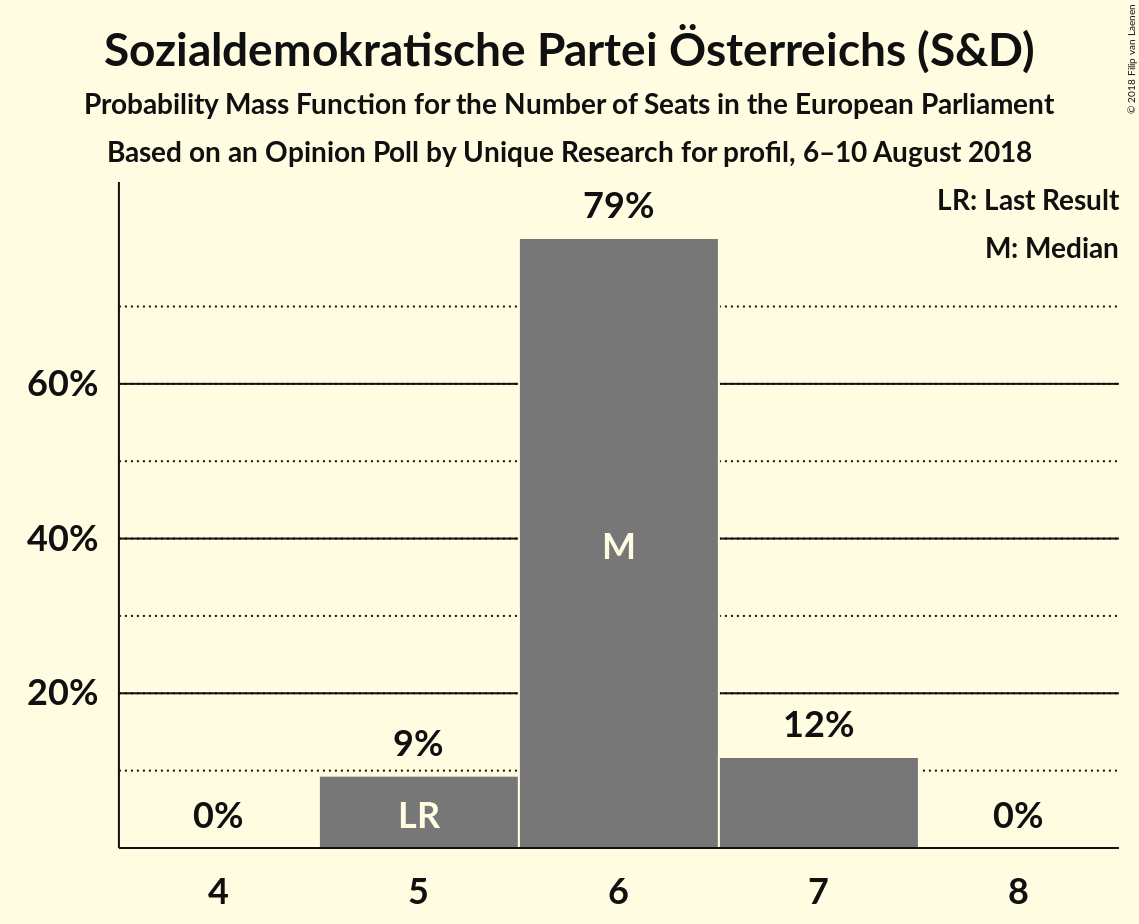 Sozialdemokratische Partei Österreichs (S&D)
Probability Mass Function for the Number of Seats in the European Parliament
Based on an Opinion Poll by Unique Research for profil, 6–10 August 2018
© 2018 Filip van Laenen
LR: Last Result
M: Median
79%
60%
40%
M
20%
12%
9%
0%
LR
0%
4
5
6
7
8